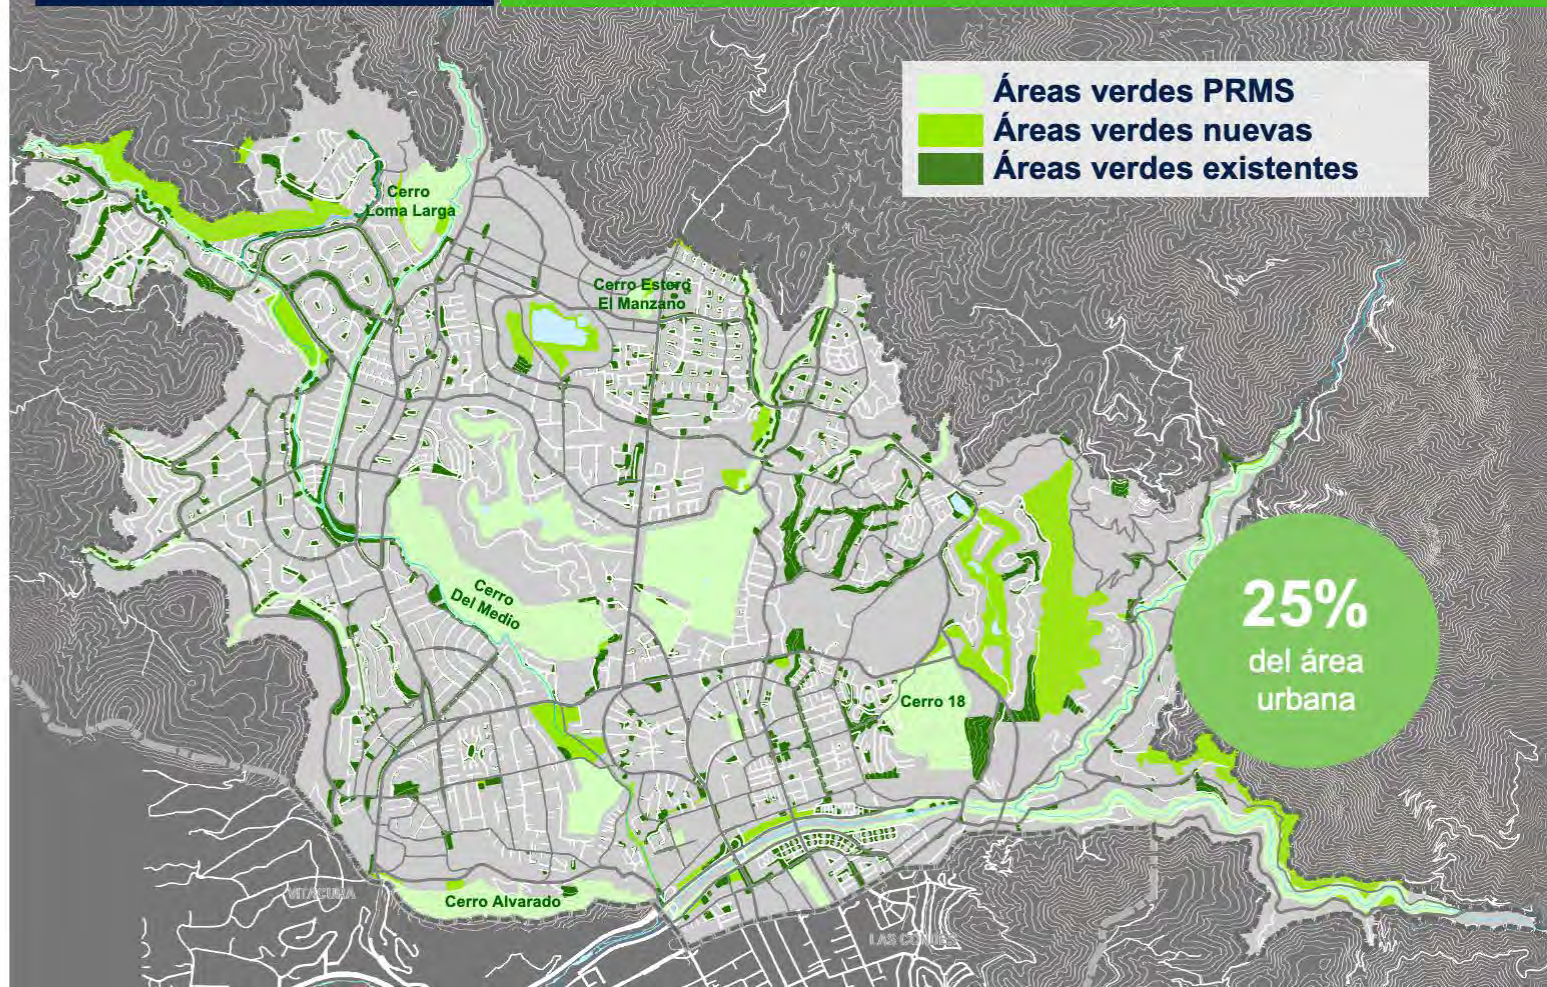 Áreas verdes PRMS
Áreas verdes nuevas
Áreas verdes existentes
Cerro
Loma Larga
Cerro Estero
El Manzano
Cerro
Del Medio
25%
del área
urbana
Cerro 18
VITACURA
Cerro Alvarado
LAS CONDES